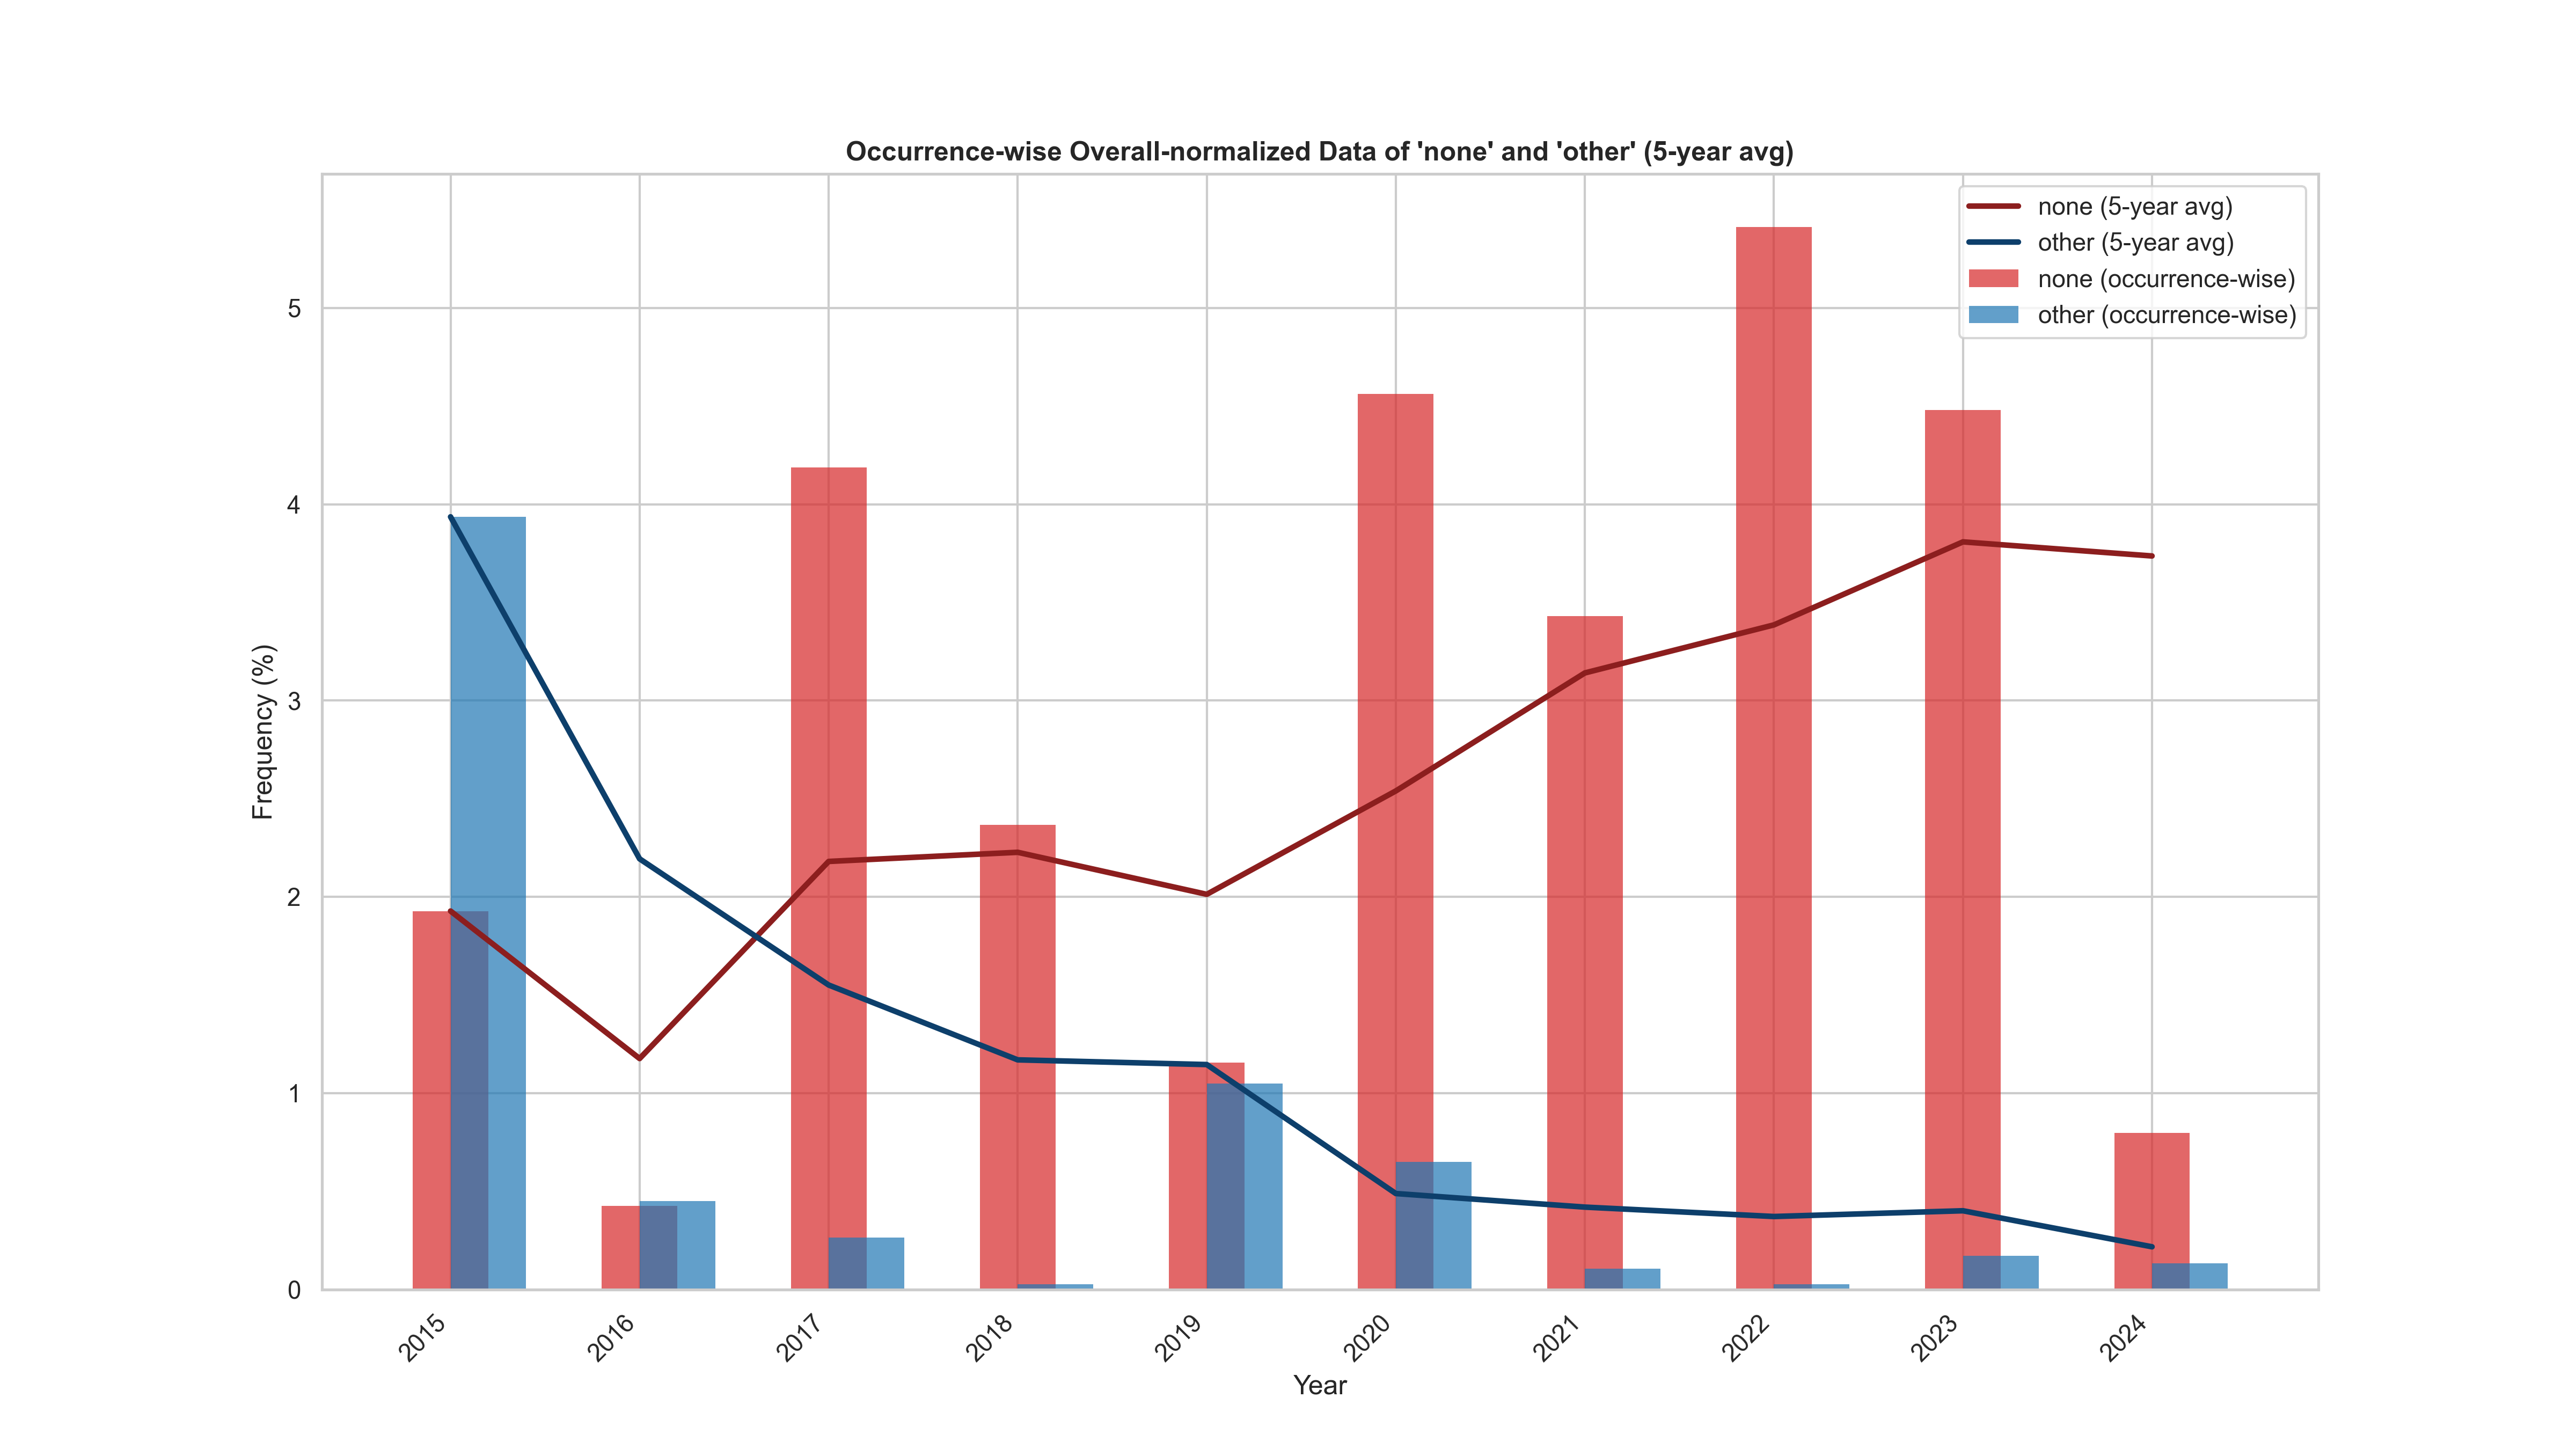 Occurrence-wise Overall-normalized Data of 'none' and 'other' (5-year avg)
none (5-year avg)
other (5-year avg)
none (occurrence-wise)
other (occurrence-wise)
Frequency (%)
5
4
3
2
1
0
2015
2016
2017
2018
2019
2020
2021
2022
2023
2024
Year